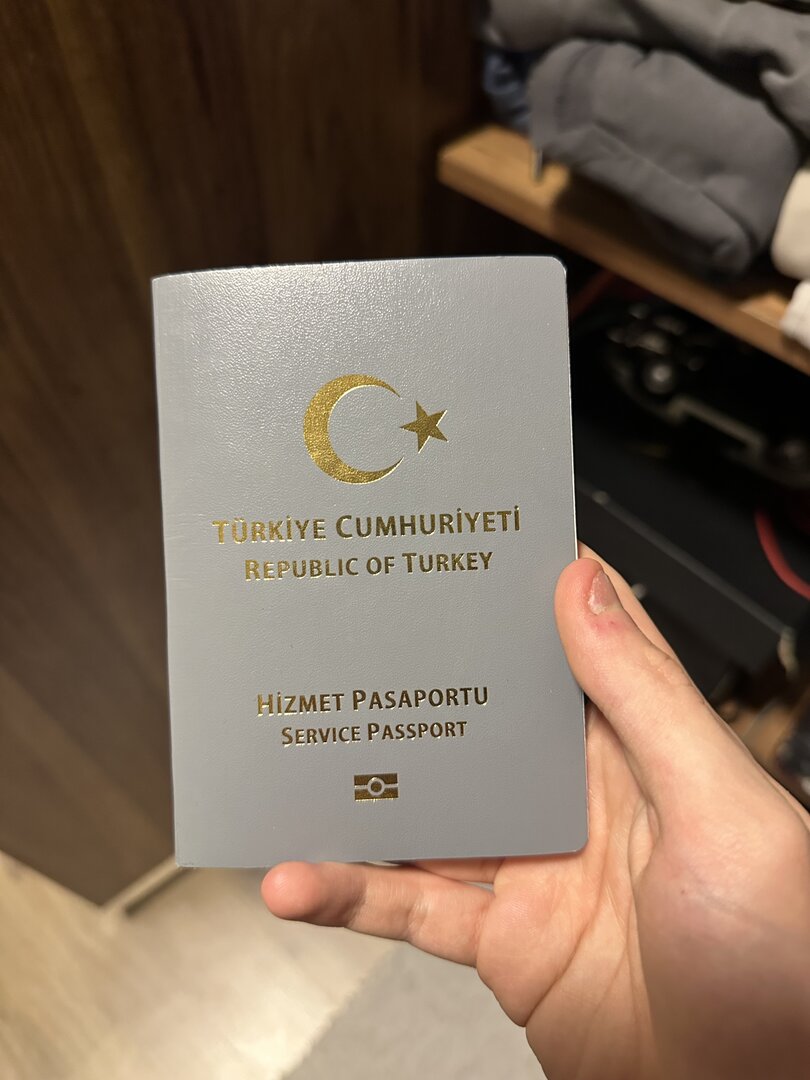 TÜRKİYE CUMHURİYETİ
REPUBLIC OF TURKEY
HİZMET PASAPORTU
SERVICE PASSPORT